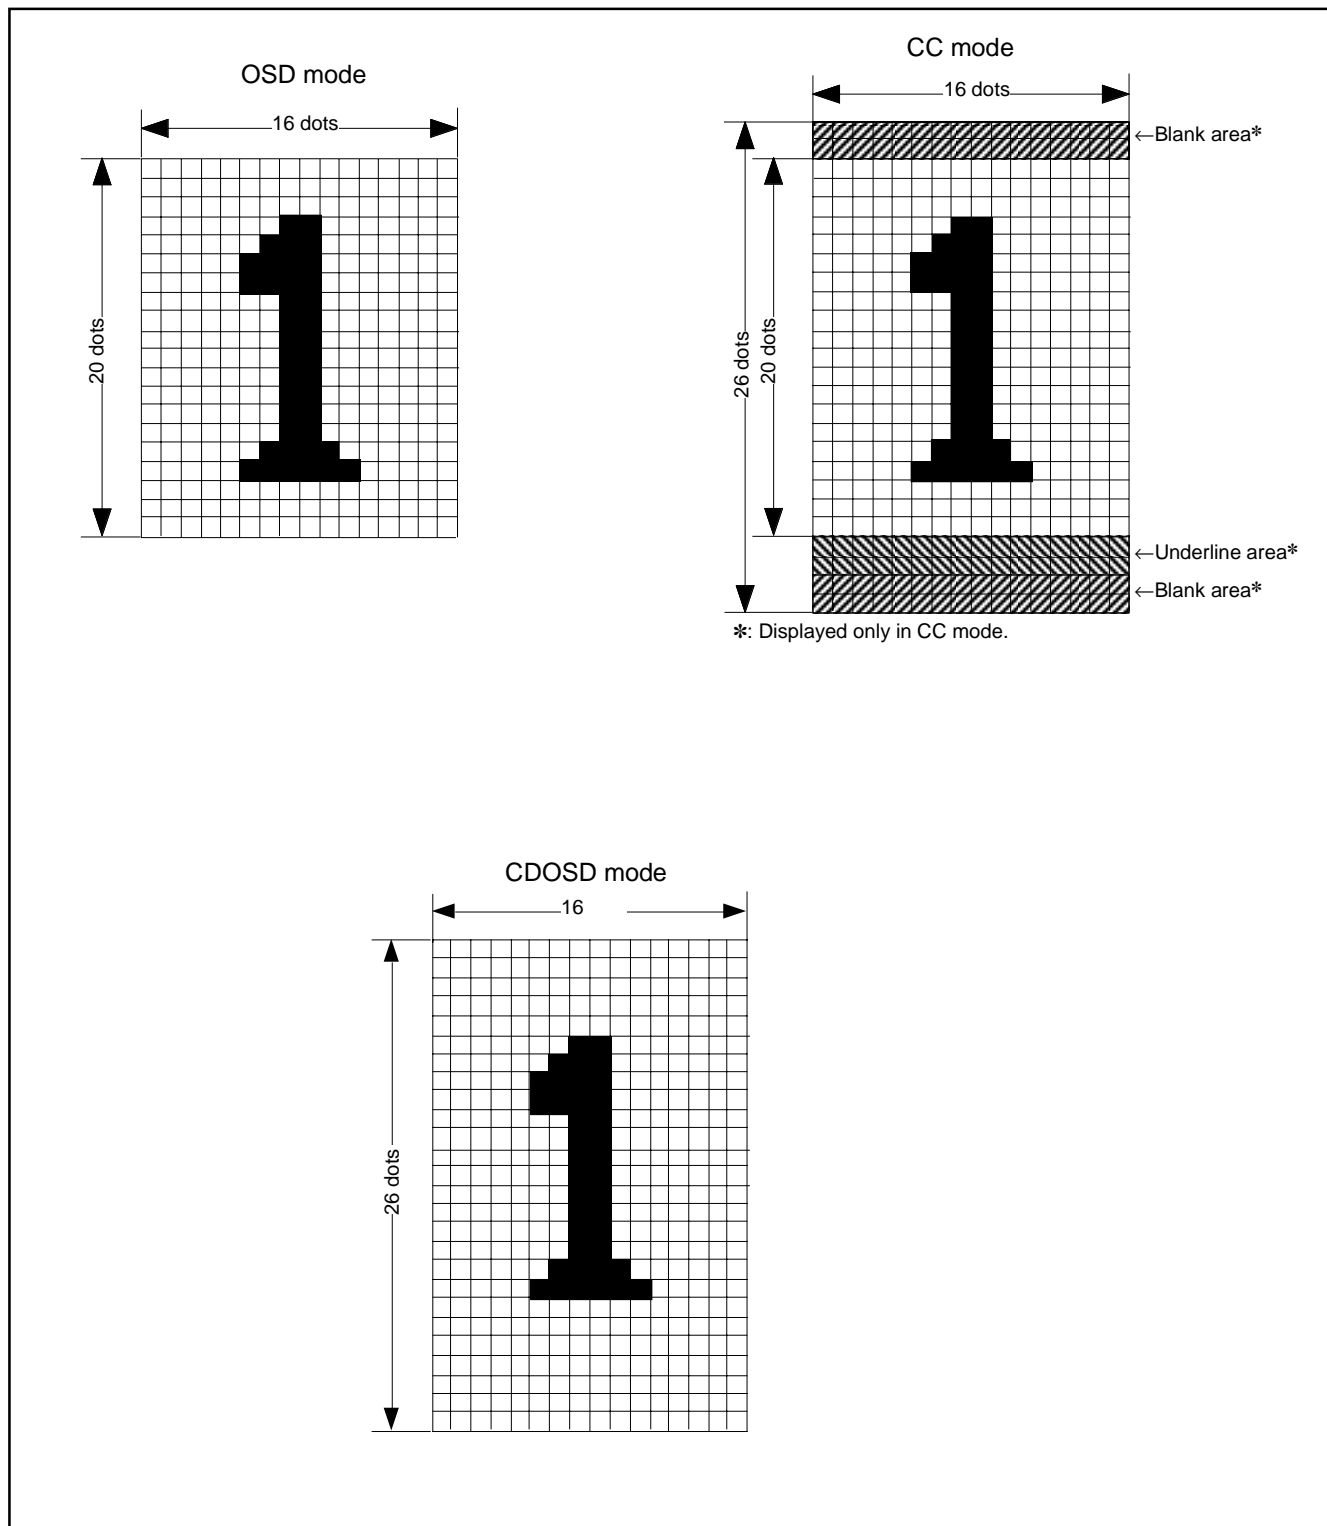 OSD mode
16 dots
20 dots
CC mode
16 dots
←Blank area*
26 dots
20 dots
←Underline area*
←Blank area*
*: Displayed only in CC mode.
CDOSD mode
16
26 dots